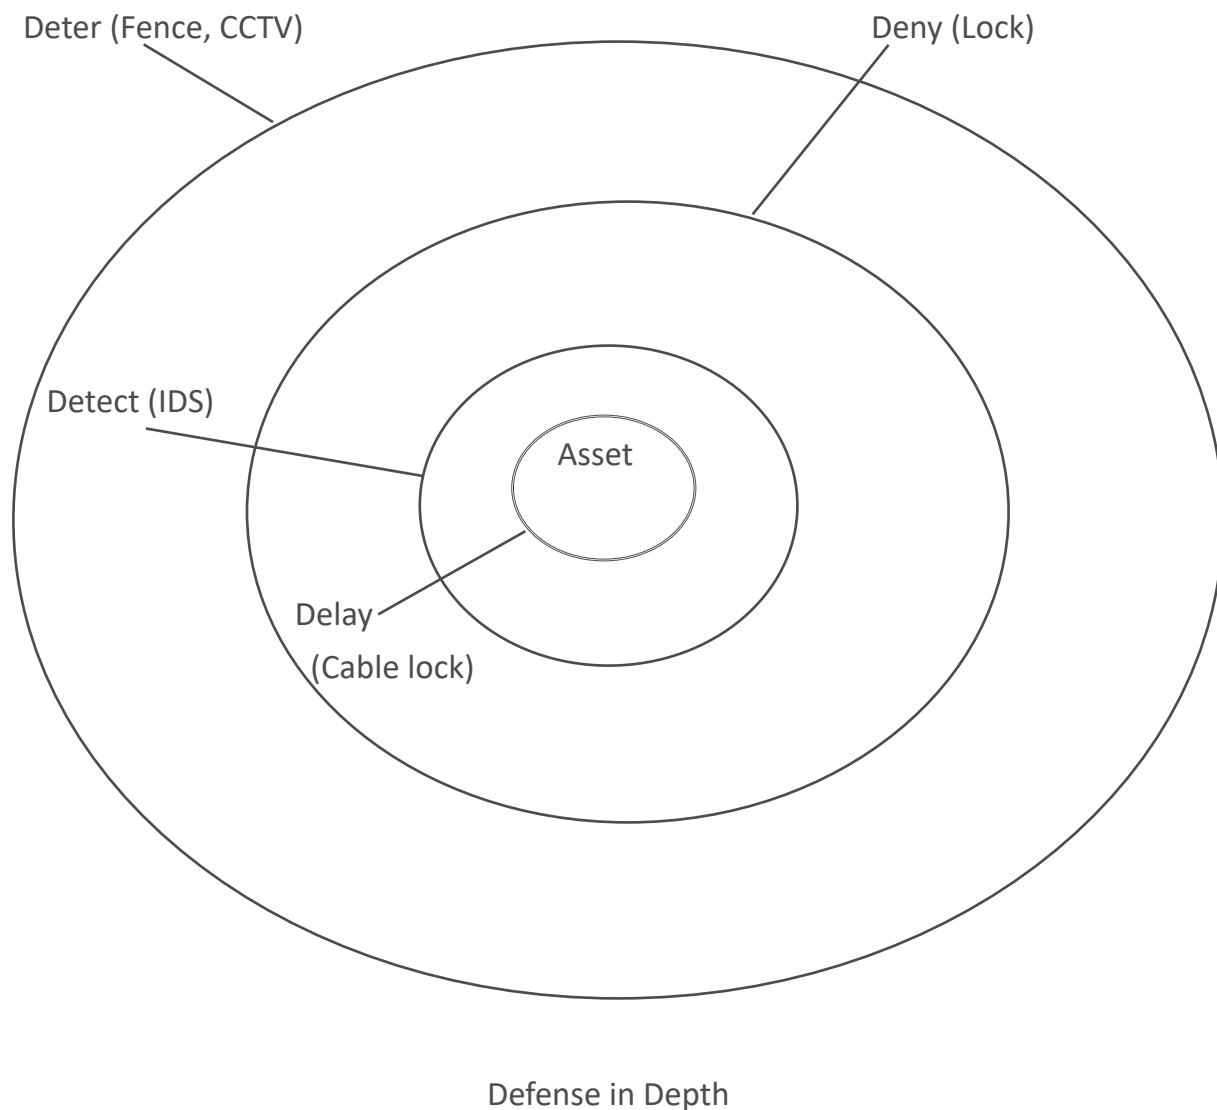 Deter (Fence, CCTV)
Deny (Lock)
Detect (IDS)
Asset
Delay
(Cable lock)
Defense in Depth